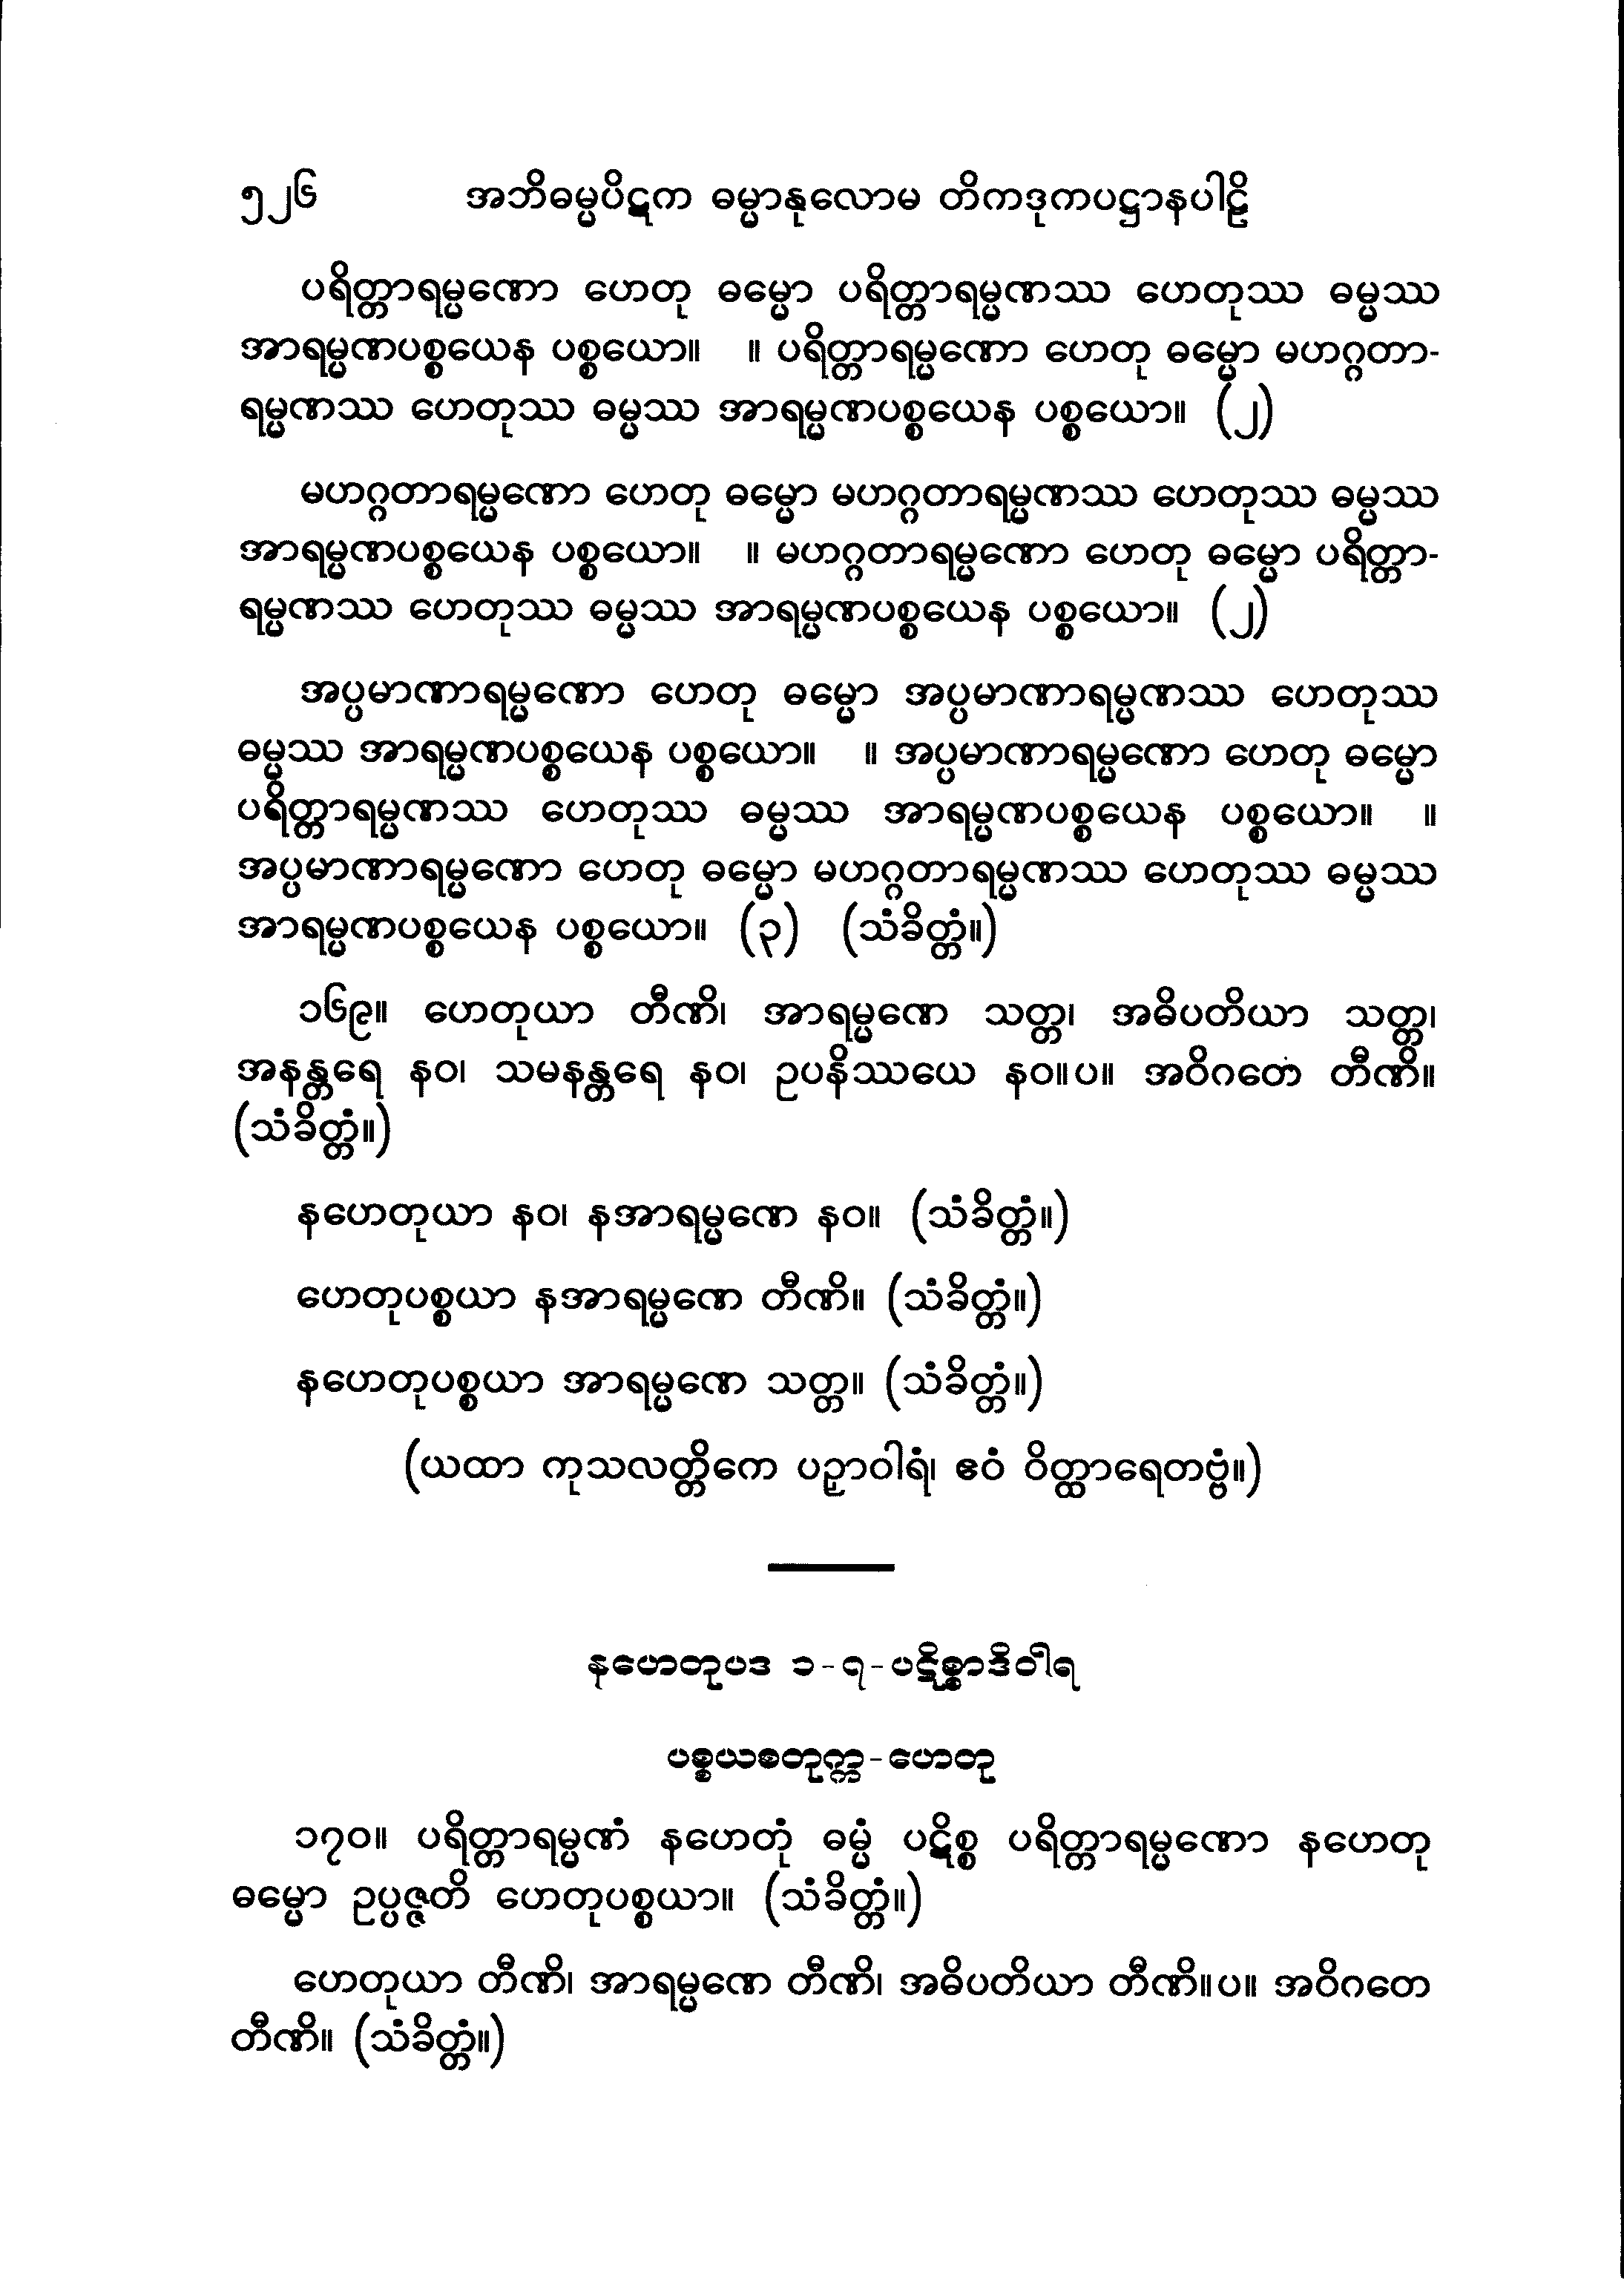 ၅၂၆ အဘိဓမ္မပိဋက ဓမ္မာနုလောမ တိကဒုကပဋ္ဌာနပါဠိ
ပရိတ္တာရမ္မဏော ဟေတု ဓမ္မော ပရိတ္တာရမ္မဏဿ ဟေတုဿ ဓမ္မဿ
အာရမ္မဏပစ္စယေန ပစ္စယော။ ။ ပရိတ္တာရမ္မဏော ဟေတု ဓမ္မော မဟဂ္ဂတာ-
ရမ္မဏဿ ဟေတုဿ ဓမ္မဿ အာရမ္မဏပစ္စယေန ပစ္စယော။ (၂)
မဟဂ္ဂတာရမ္မဏော ဟေတု ဓမ္မော မဟဂ္ဂတာရမ္မဏဿ ဟေတုဿ ဓမ္မဿ
အာရမ္မဏပစ္စယေန ပစ္စယော။ ။ မဟဂ္ဂတာရမ္မဏော ဟေတု ဓမ္မော ပရိတ္တာ-
ရမ္မဏဿ ဟေတုဿ ဓမ္မဿ အာရမ္မဏပစ္စယေန ပစ္စယော။ (၂)
အပ္ပမာဏာရမ္မဏော ဟေတု ဓမ္မော အပ္ပမာဏာရမ္မဏဿ ဟေတုဿ
ဓမ္မဿ အာရမ္မဏပစ္စယေန ပစ္စယော။ ။ အပ္ပမာဏာရမ္မဏော ဟေတု ဓမ္မော
ပရိတ္တာရမ္မဏဿ ဟေတုဿ ဓမ္မဿ အာရမ္မဏပစ္စယေန ပစ္စယော။ ။
အပ္ပမာဏာရမ္မဏော ဟေတု ဓမ္မော မဟဂ္ဂတာရမ္မဏဿ ဟေတုဿ ဓမ္မဿ
အာရမ္မဏပစ္စယေန ပစ္စယော။ (၃) (သံခိတ္တံ။)
၁၆၉။ ဟေတုယာ တီဏိ၊ အာရမ္မဏေ သတ္တ၊ အဓိပတိယာ သတ္တ၊
အနန္တရေ နဝ၊ သမနန္တရေ နဝ၊ ဥပနိဿယေ နဝ။ပ။ အဝိဂတေ တီဏိ။
(သံခိတ္တံ။)
နဟေတုယာ နဝ၊ နအာရမ္မဏေ နဝ။ (သံခိတ္တံ။)
ဟေတုပစ္စယာ နအာရမ္မဏေ တီဏိ။ (သံခိတ္တံ။)
နဟေတုပစ္စယာ အာရမ္မဏေ သတ္တ။ (သံခိတ္တံ။)
(ယထာ ကုသလတ္တိကေ ပဉှာဝါရံ၊ ဧဝံ ဝိတ္ထာရေတဗ္ဗံ။)
နဟေတုပဒ ၁-၇-ပဋိစ္စာဒိဝါရ
ပစ္စယစတုက္က-ဟေတု
၁၇၀။ ပရိတ္တာရမ္မဏံ နဟေတုံ ဓမ္မံ ပဋိစ္စ ပရိတ္တာရမ္မဏော နဟေတု
ဓမ္မော ဥပ္ပဇ္ဇတိ ဟေတုပစ္စယာ။ (သံခိတ္တံ။)
ဟေတုယာ တီဏိ၊ အာရမ္မဏေ တီဏိ၊ အဓိပတိယာ တီဏိ။ပ။ အဝိဂတေ
တီဏိ။ (သံခိတ္တံ။)